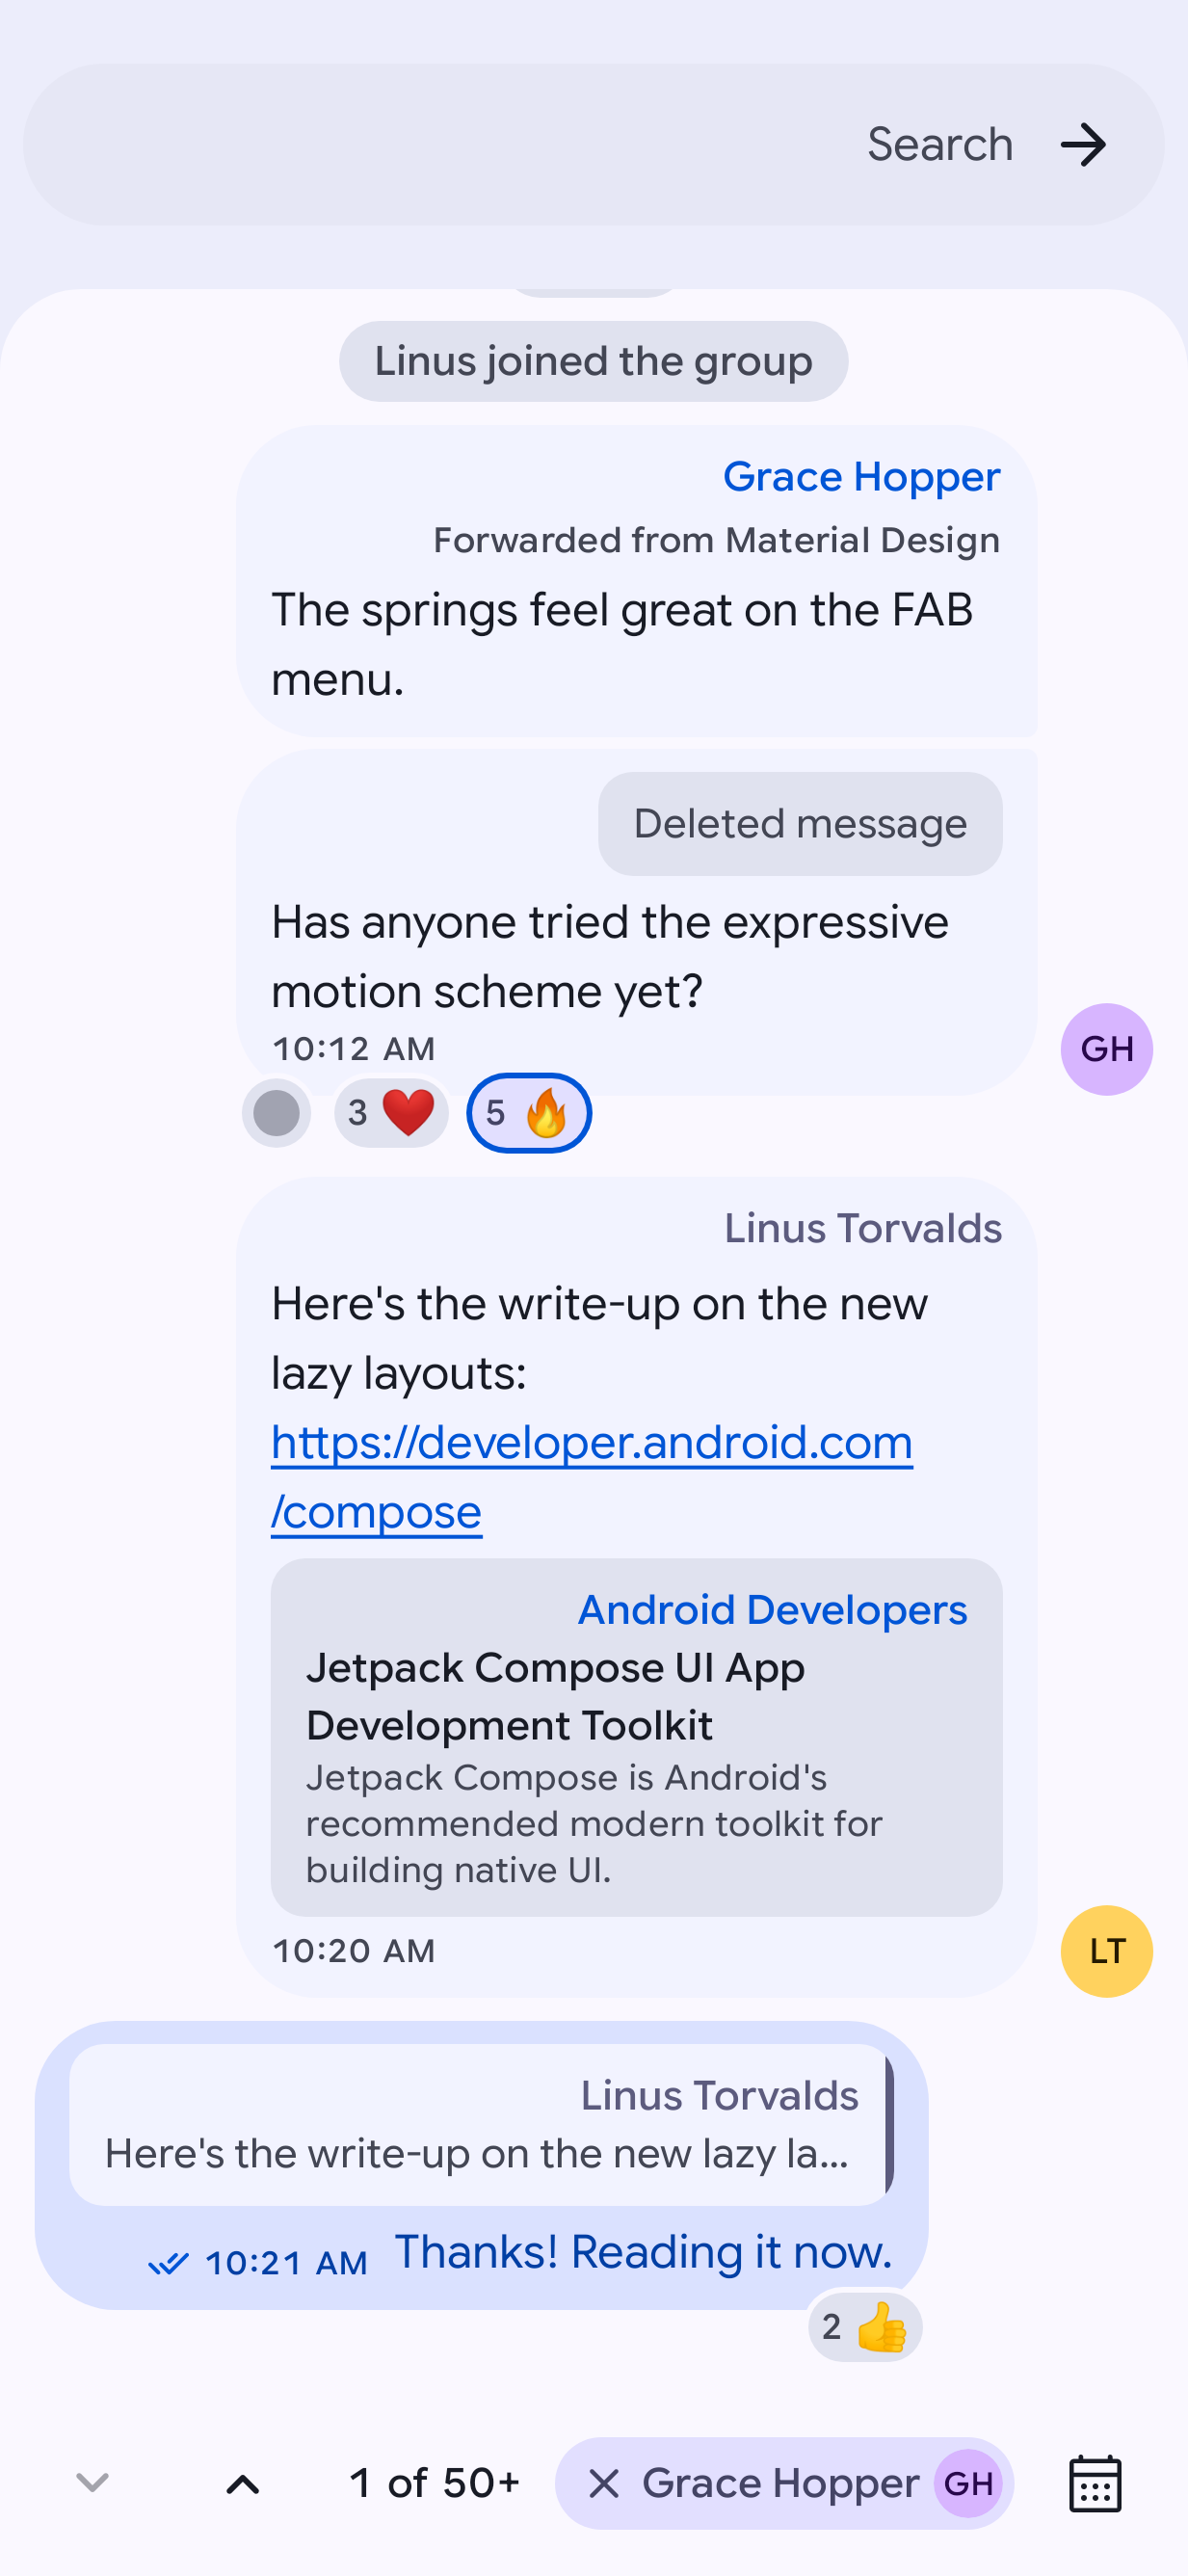 Search
Linus joined the group
Grace Hopper
Forwarded from Material Design
The springs feel great on the FAB
menu.
Deleted message
Has anyone tried the expressive
motion scheme yet?
10:12 AM
GH
3 ❤️
5 🔥
Linus Torvalds
Here's the write-up on the new
lazy layouts:
https://developer.android.com
/compose
Android Developers
Jetpack Compose UI App
Development Toolkit
Jetpack Compose is Android's
recommended modern toolkit for
building native UI.
10:20 AM
LT
Linus Torvalds
Here's the write-up on the new lazy la...
Thanks! Reading it now.
10:21 AM
2 👍
1 of 50+
Grace Hopper
GH